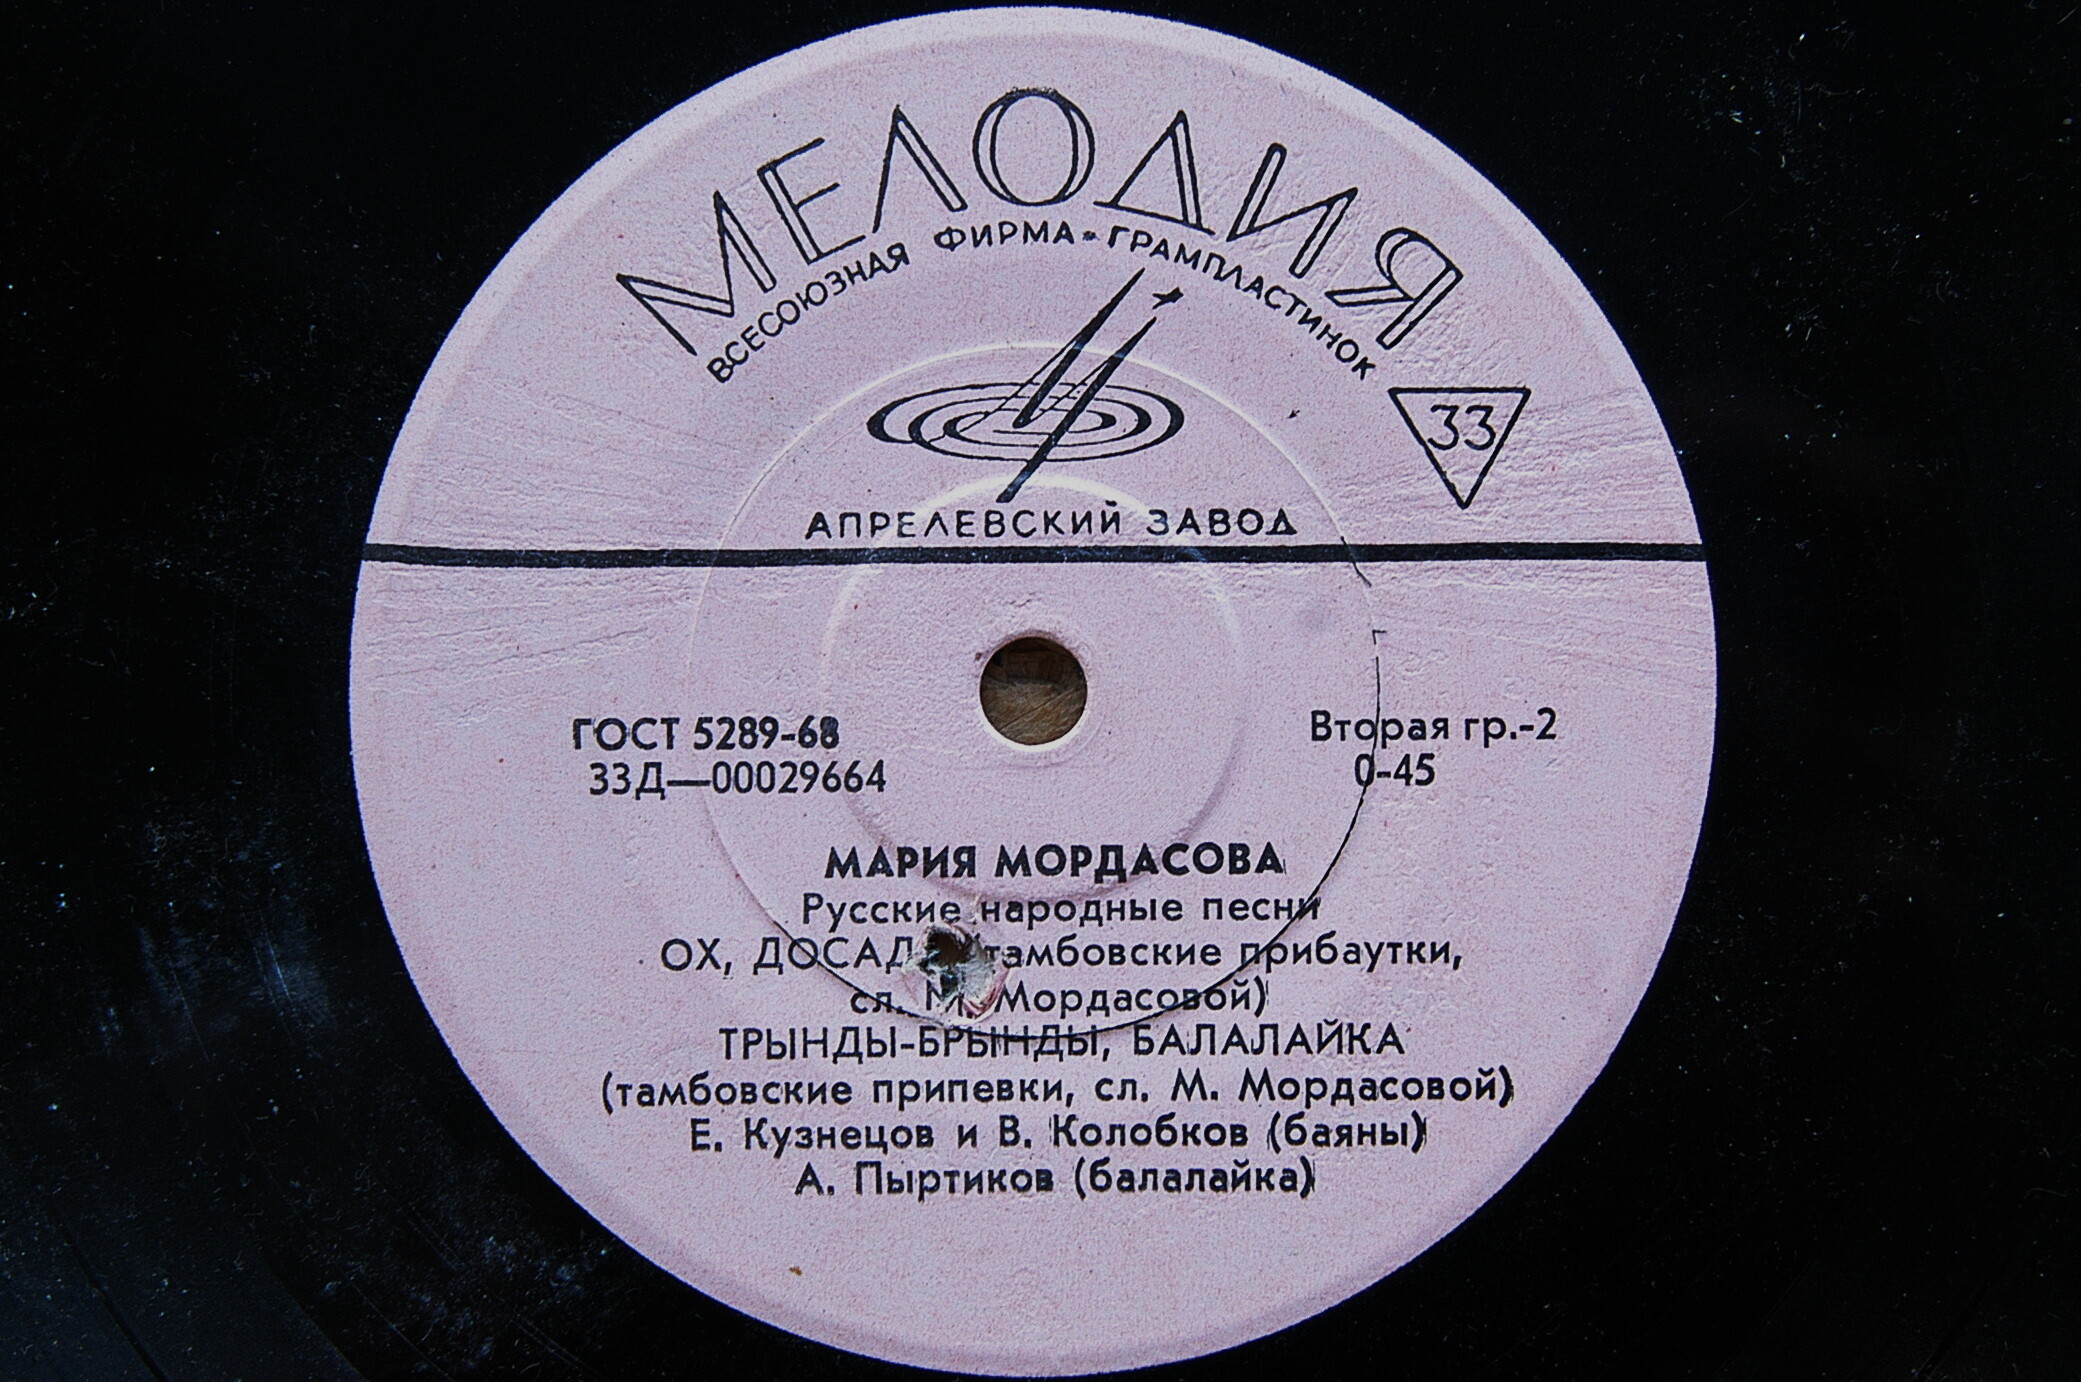 МЕЛОДИЯ
ВСЕСОЮЗНАЯ ФИРМА-ГРАМПЛАСТИНОК
33
АПРЕЛЕВСКИЙ ЗАВОД
ГОСТ 5289-68
33Д—00029664
Вторая гр.-2
0-45
МАРИЯ МОРДАСОВА
Русские народные песни
ОХ, (тамбовские прибаутки,
сл. М. Мордасовой)
ТРЫНДЫ-БРЫНДЫ, БАЛАЛАЙКА
(тамбовские припевки, сл. М. Мордасовой)
Е. Кузнецов и В. Колобков (баяны)
А. Пыртиков (балалайка)